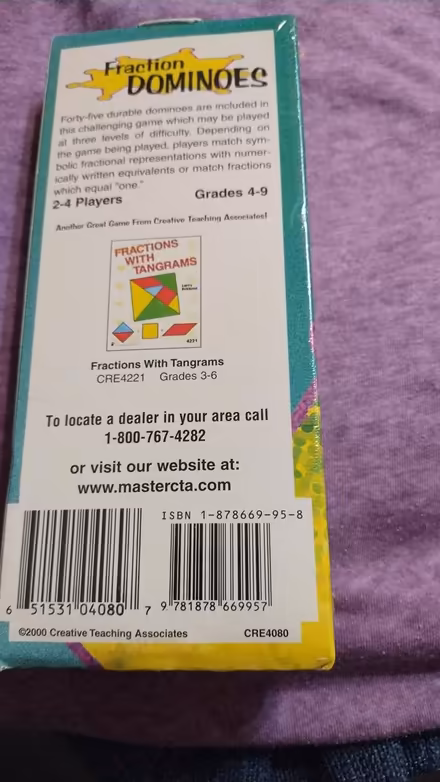 Fraction
DOMINOES
Forty-five durable dominoes are included in
this challenging game which may be played
at three levels of difficulty. Depending on
the game being played, players match sym-
bolic fractional representations with numer-
ically written equivalents or match fractions
which equal "one."
2-4 Players Grades 4-9
Another Great Game From Creative Teaching Associates!
FRACTIONS
WITH
TANGRAMS
4221
Fractions With Tangrams
CRE4221 Grades 3-6
To locate a dealer in your area call
1-800-767-4282
or visit our website at:
www.mastercta.com
ISBN 1-878669-95-8
6 51531 04080 7
9 781878 669957
©2000 Creative Teaching Associates CRE4080